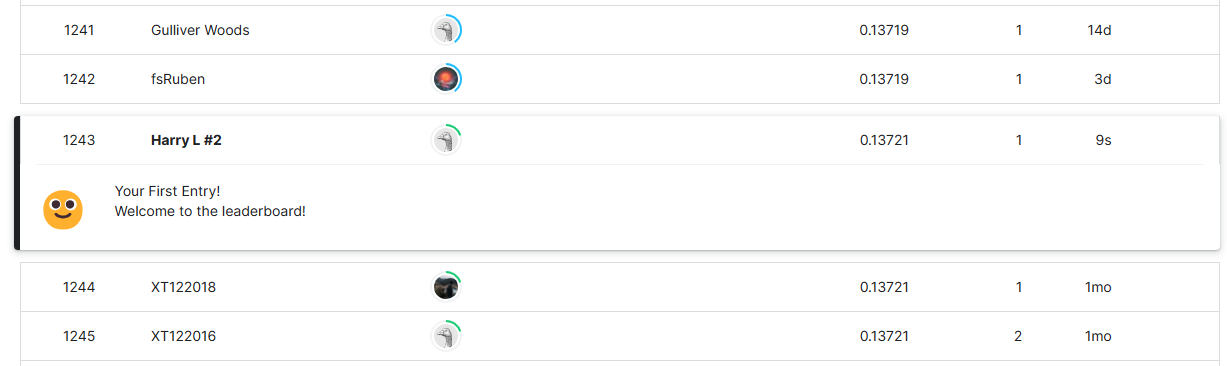 1241 Gulliver Woods 0.13719 1 14d
1242 fsRuben 0.13719 1 3d
1243 Harry L #2 0.13721 1 9s
Your First Entry!
Welcome to the leaderboard!
1244 XT122018 0.13721 1 1mo
1245 XT122016 0.13721 2 1mo